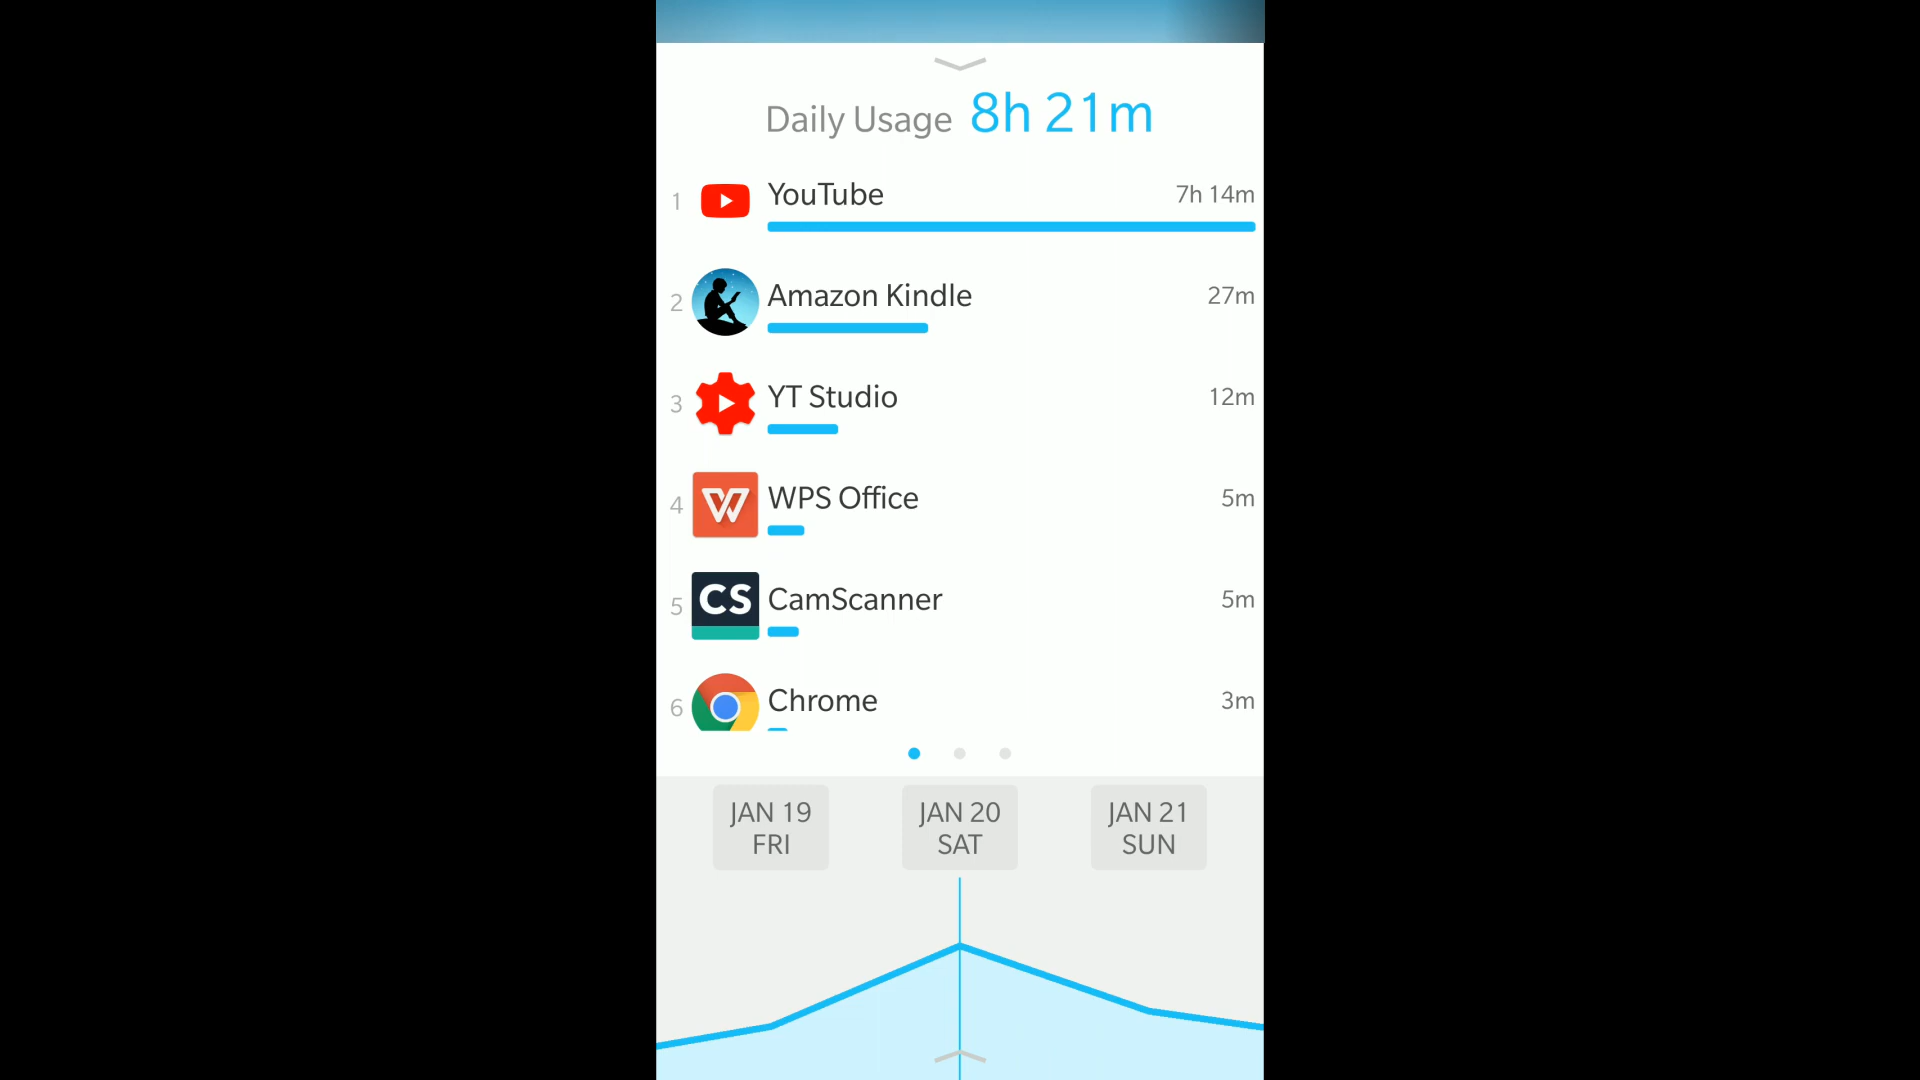 Daily Usage 8h 21m
1 YouTube 7h 14m
2 Amazon Kindle 27m
3 YT Studio 12m
4 WPS Office 5m
CS
5 CamScanner 5m
6 Chrome 3m
JAN 19 JAN 20 JAN 21
FRI SAT SUN